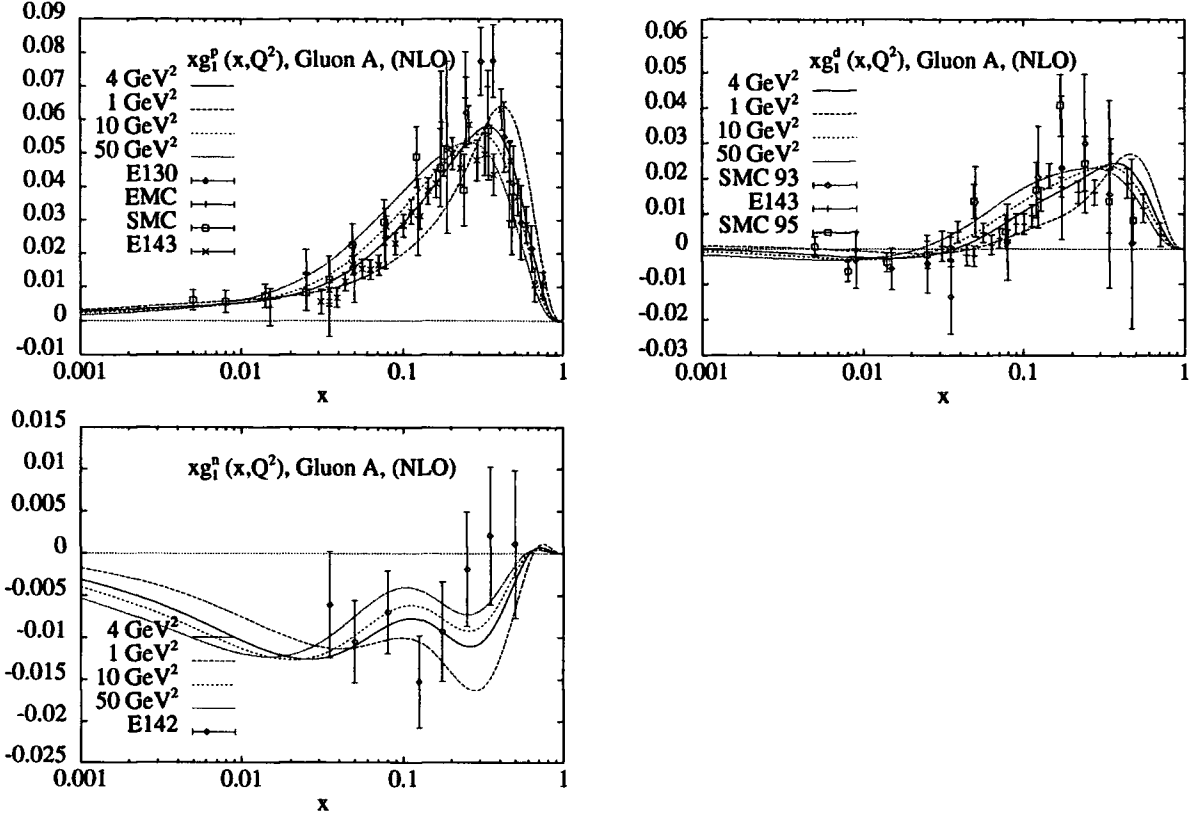 0.09
0.08
0.07
0.06
0.05
0.04
0.03
0.02
0.01
0
-0.01
xg₁ᵖ (x,Q²), Gluon A, (NLO)
4 GeV²
1 GeV²
10 GeV²
50 GeV²
E130
EMC
SMC
E143
0.001 0.01 0.1 1
x
0.06
0.05
0.04
0.03
0.02
0.01
0
-0.01
-0.02
-0.03
xg₁ᵈ (x,Q²), Gluon A, (NLO)
4 GeV²
1 GeV²
10 GeV²
50 GeV²
SMC 93
E143
SMC 95
0.001 0.01 0.1 1
x
0.015
0.01
0.005
0
-0.005
-0.01
-0.015
-0.02
-0.025
xg₁ⁿ (x,Q²), Gluon A, (NLO)
4 GeV²
1 GeV²
10 GeV²
50 GeV²
E142
0.001 0.01 0.1 1
x